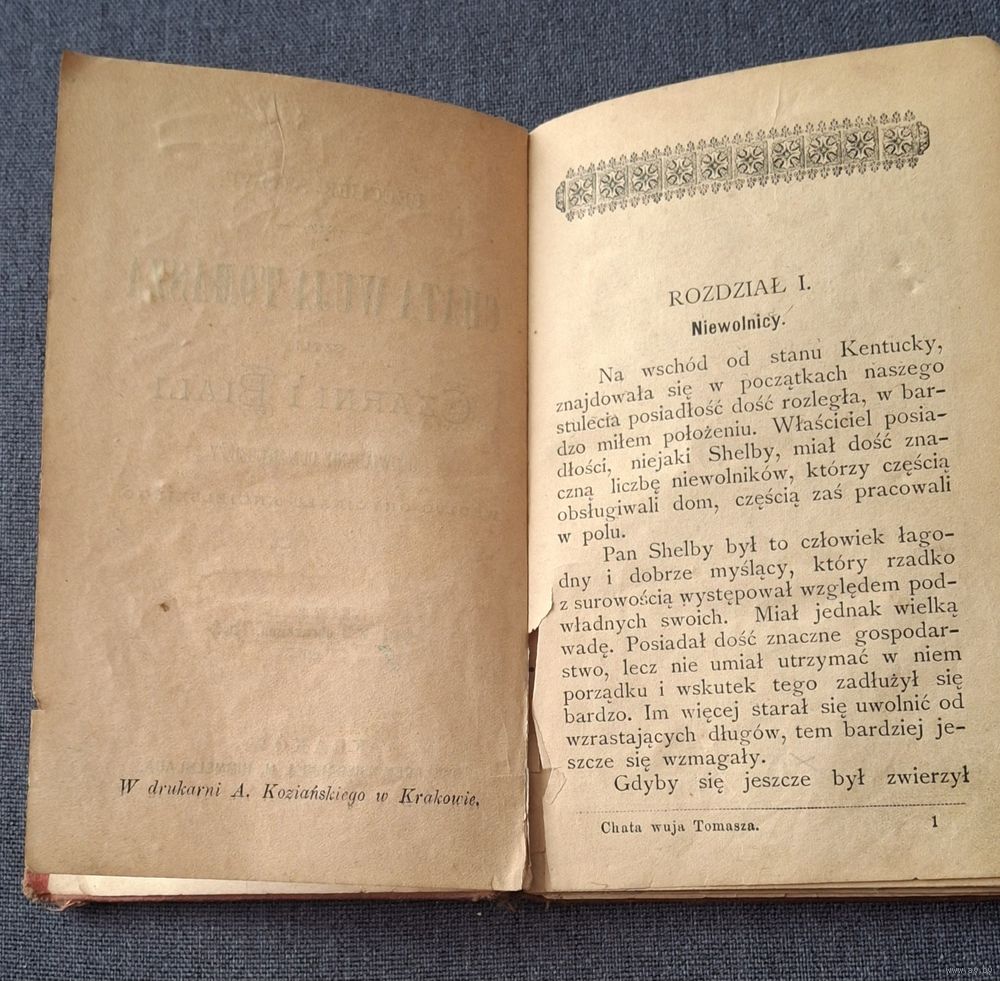 W drukarni A. Koziańskiego w Krakowie.
ROZDZIAŁ I.
Niewolnicy.
Na wschód od stanu Kentucky,
znajdowała się w początkach naszego
stulecia posiadłość dość rozległa, w bar-
dzo miłem położeniu. Właściciel posia-
dłości, niejaki Shelby, miał dość zna-
czną liczbę niewolników, którzy częścią
obsługiwali dom, częścią zaś pracowali
w polu.
Pan Shelby był to człowiek łago-
dny i dobrze myślący, który rzadko
z surowością występował względem pod-
władnych swoich. Miał jednak wielką
wadę. Posiadał dość znaczne gospodar-
stwo, lecz nie umiał utrzymać w niem
porządku i wskutek tego zadłużył się
bardzo. Im więcej starał się uwolnić od
wzrastających długów, tem bardziej je-
szcze się wzmagały.
Gdyby się jeszcze był zwierzył
Chata wuja Tomasza. 1
www.ay.by